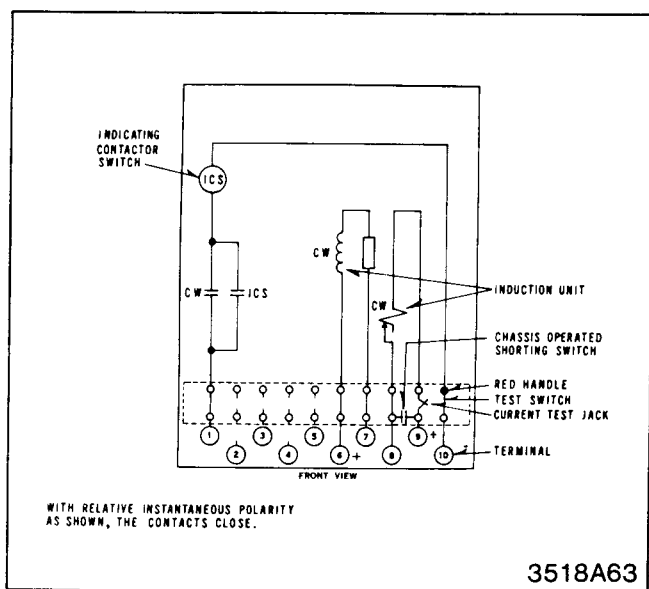 INDICATING
CONTACTOR
SWITCH
ICS
CW
ICS
CW
CW
INDUCTION UNIT
CHASSIS OPERATED
SHORTING SWITCH
RED HANDLE
TEST SWITCH
CURRENT TEST JACK
1 3 5 7 9 +
2 4 6 + 8 10
TERMINAL
FRONT VIEW
WITH RELATIVE INSTANTANEOUS POLARITY
AS SHOWN, THE CONTACTS CLOSE.
3518A63